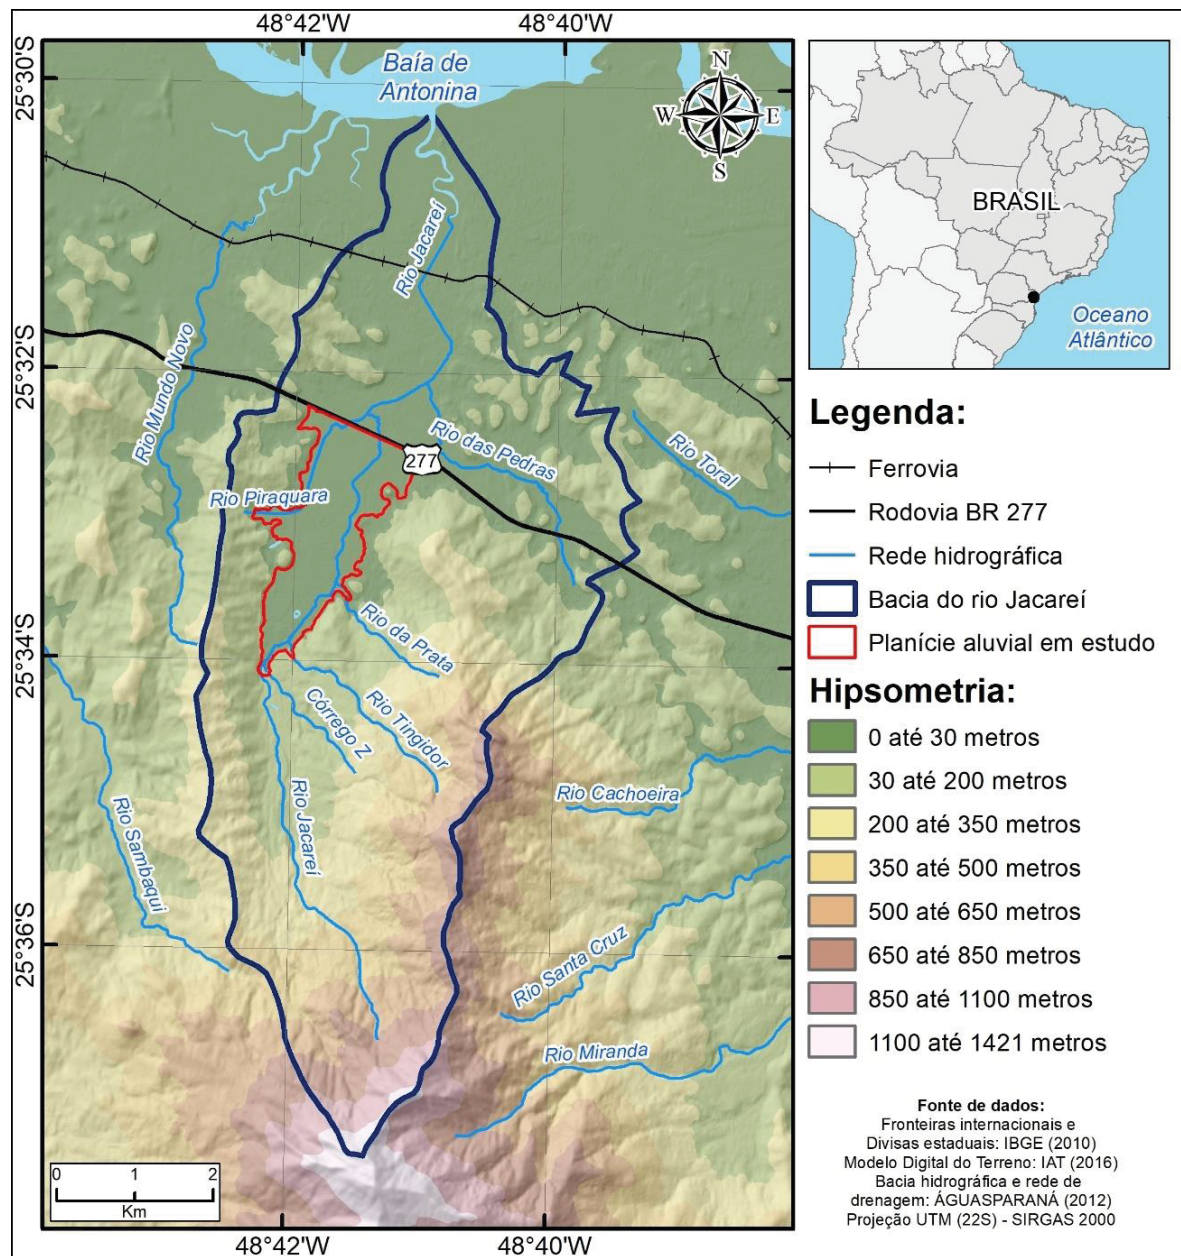 48°42'W
48°40'W
25°30'S
25°32'S
25°34'S
25°36'S
Baía de
Antonina
N
W
E
S
Rio Jacareí
Rio Mundo Novo
Rio das Pedras
Rio Toral
277
Rio Piraquara
Rio da Prata
Rio Tingidor
Córrego Z
Rio Jacareí
Rio Sambaqui
Rio Cachoeira
Rio Santa Cruz
Rio Miranda
0 1 2
Km
48°42'W
48°40'W
BRASIL
Oceano
Atlântico
Legenda:
Ferrovia
Rodovia BR 277
Rede hidrográfica
Bacia do rio Jacareí
Planície aluvial em estudo
Hipsometria:
0 até 30 metros
30 até 200 metros
200 até 350 metros
350 até 500 metros
500 até 650 metros
650 até 850 metros
850 até 1100 metros
1100 até 1421 metros
Fonte de dados:
Fronteiras internacionais e
Divisas estaduais: IBGE (2010)
Modelo Digital do Terreno: IAT (2016)
Bacia hidrográfica e rede de
drenagem: ÁGUASPARANÁ (2012)
Projeção UTM (22S) - SIRGAS 2000